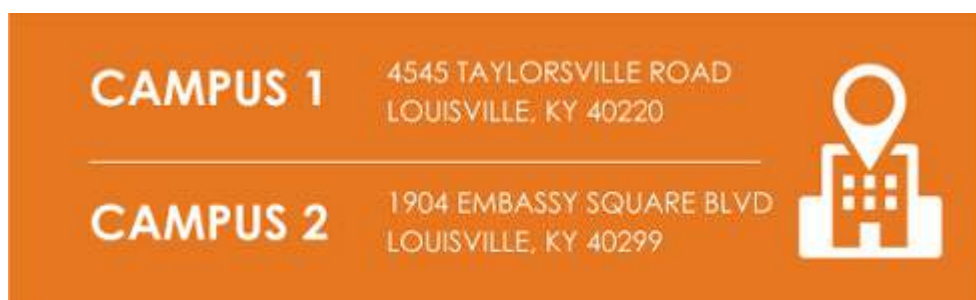 CAMPUS 1
4545 TAYLORSVILLE ROAD
LOUISVILLE, KY 40220
CAMPUS 2
1904 EMBASSY SQUARE BLVD
LOUISVILLE, KY 40299